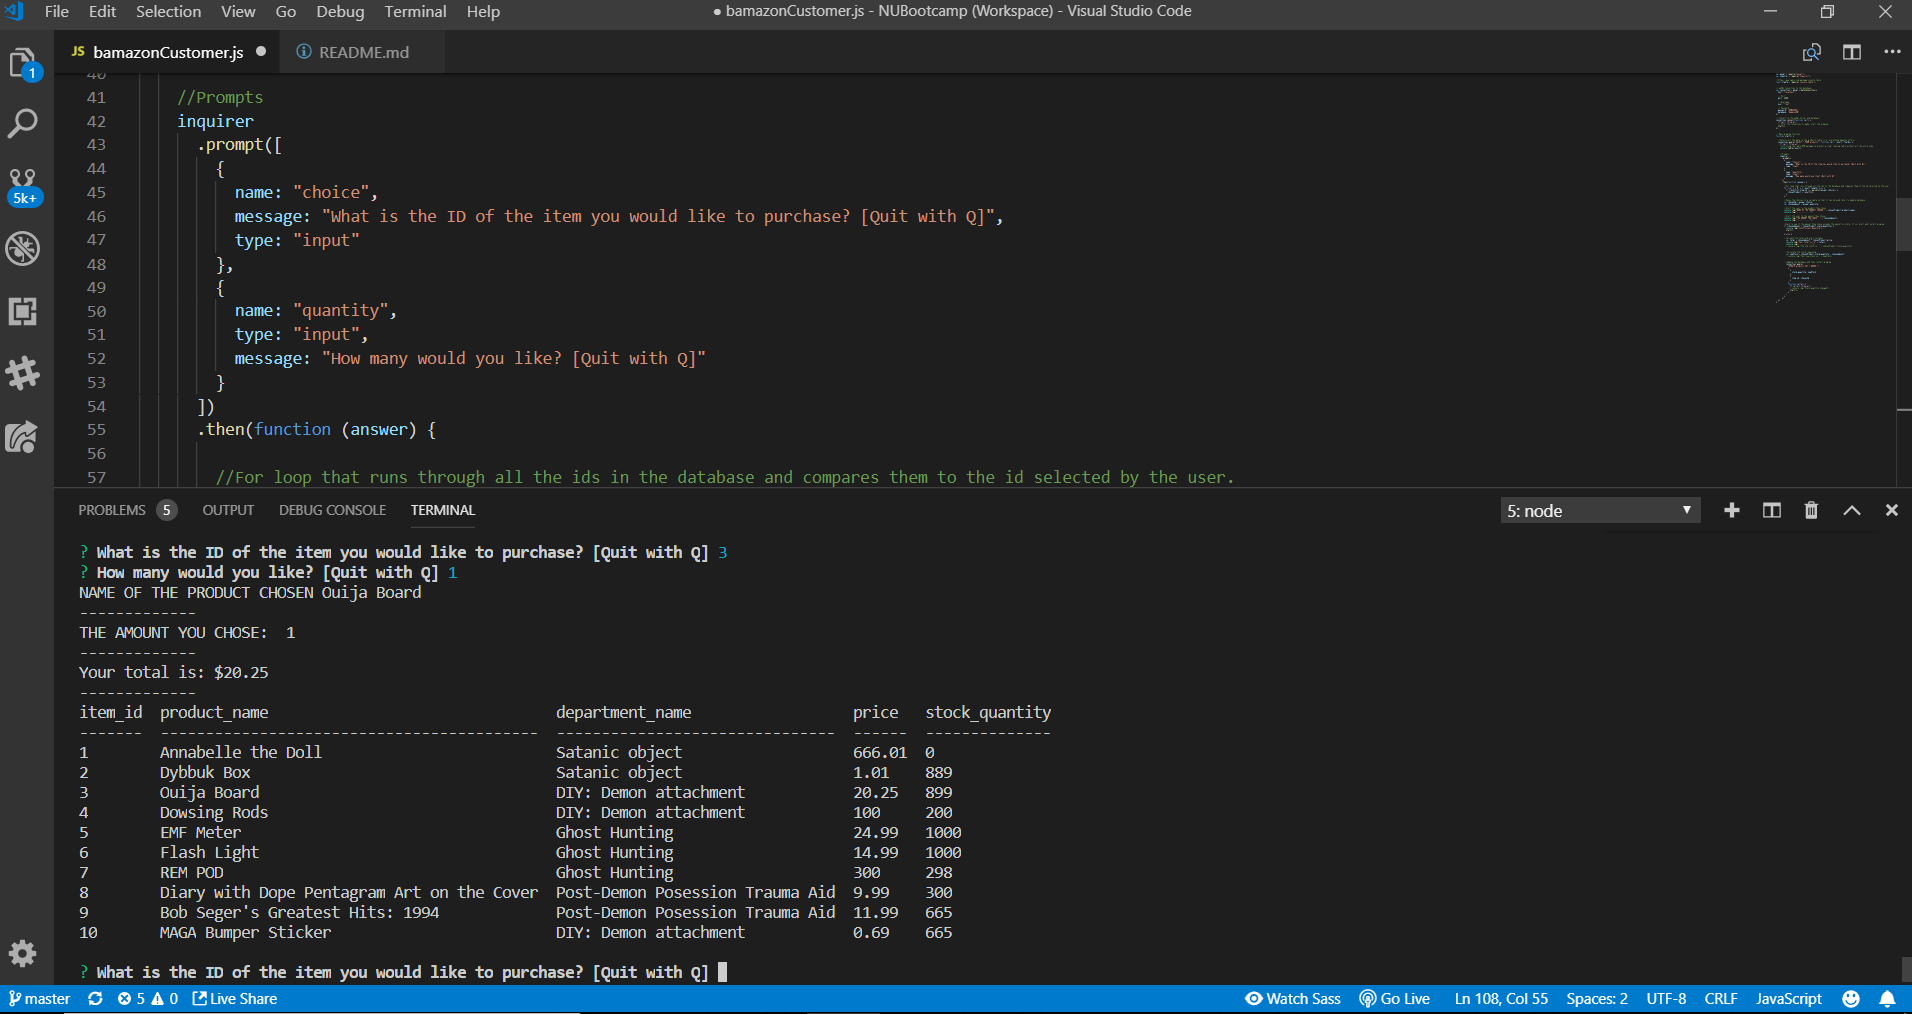 File Edit Selection View Go Debug Terminal Help ● bamazonCustomer.js - NUBootcamp (Workspace) - Visual Studio Code
JS bamazonCustomer.js ● README.md
1
5k+
40
41 //Prompts
42 inquirer
43 .prompt([
44 {
45 name: "choice",
46 message: "What is the ID of the item you would like to purchase? [Quit with Q]",
47 type: "input"
48 },
49 {
50 name: "quantity",
51 type: "input",
52 message: "How many would you like? [Quit with Q]"
53 }
54 ])
55 .then(function (answer) {
56
57 //For loop that runs through all the ids in the database and compares them to the id selected by the user.
PROBLEMS 5 OUTPUT DEBUG CONSOLE TERMINAL 5: node
? What is the ID of the item you would like to purchase? [Quit with Q] 3
? How many would you like? [Quit with Q] 1
NAME OF THE PRODUCT CHOSEN Ouija Board
-------------
THE AMOUNT YOU CHOSE:  1
-------------
Your total is: $20.25
-------------
item_id  product_name                                department_name                  price   stock_quantity
-------  ------------------------------------------  -------------------------------  ------  --------------
1        Annabelle the Doll                          Satanic object                   666.01  0
2        Dybbuk Box                                  Satanic object                   1.01    889
3        Ouija Board                                 DIY: Demon attachment            20.25   899
4        Dowsing Rods                                DIY: Demon attachment            100     200
5        EMF Meter                                   Ghost Hunting                    24.99   1000
6        Flash Light                                 Ghost Hunting                    14.99   1000
7        REM POD                                     Ghost Hunting                    300     298
8        Diary with Dope Pentagram Art on the Cover  Post-Demon Posession Trauma Aid  9.99    300
9        Bob Seger's Greatest Hits: 1994             Post-Demon Posession Trauma Aid  11.99   665
10       MAGA Bumper Sticker                         DIY: Demon attachment            0.69    665
? What is the ID of the item you would like to purchase? [Quit with Q]
master 5 0 Live Share Watch Sass Go Live Ln 108, Col 55 Spaces: 2 UTF-8 CRLF JavaScript